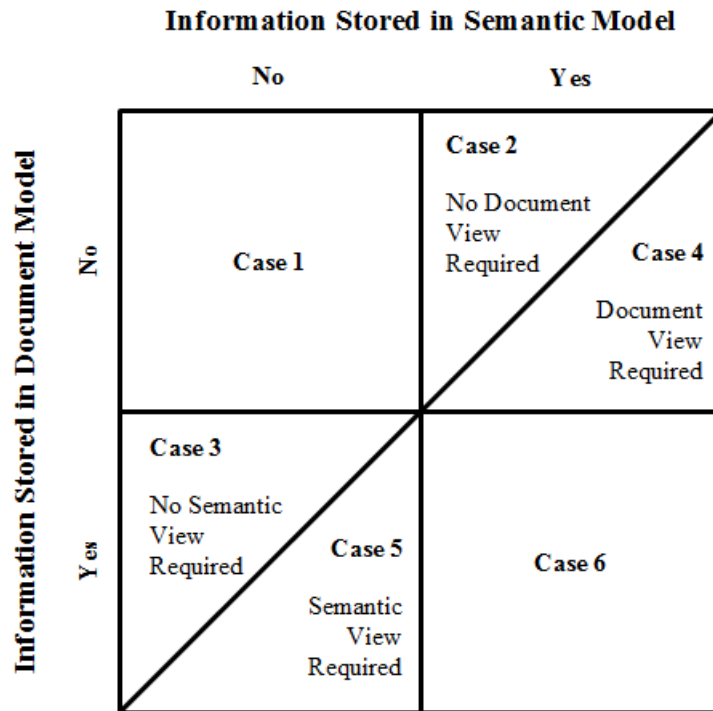 Information Stored in Semantic Model
No
Yes
Information Stored in Document Model
No
Yes
Case 1
Case 2
No Document
View
Required
Case 4
Document
View
Required
Case 3
No Semantic
View
Required
Case 5
Semantic
View
Required
Case 6